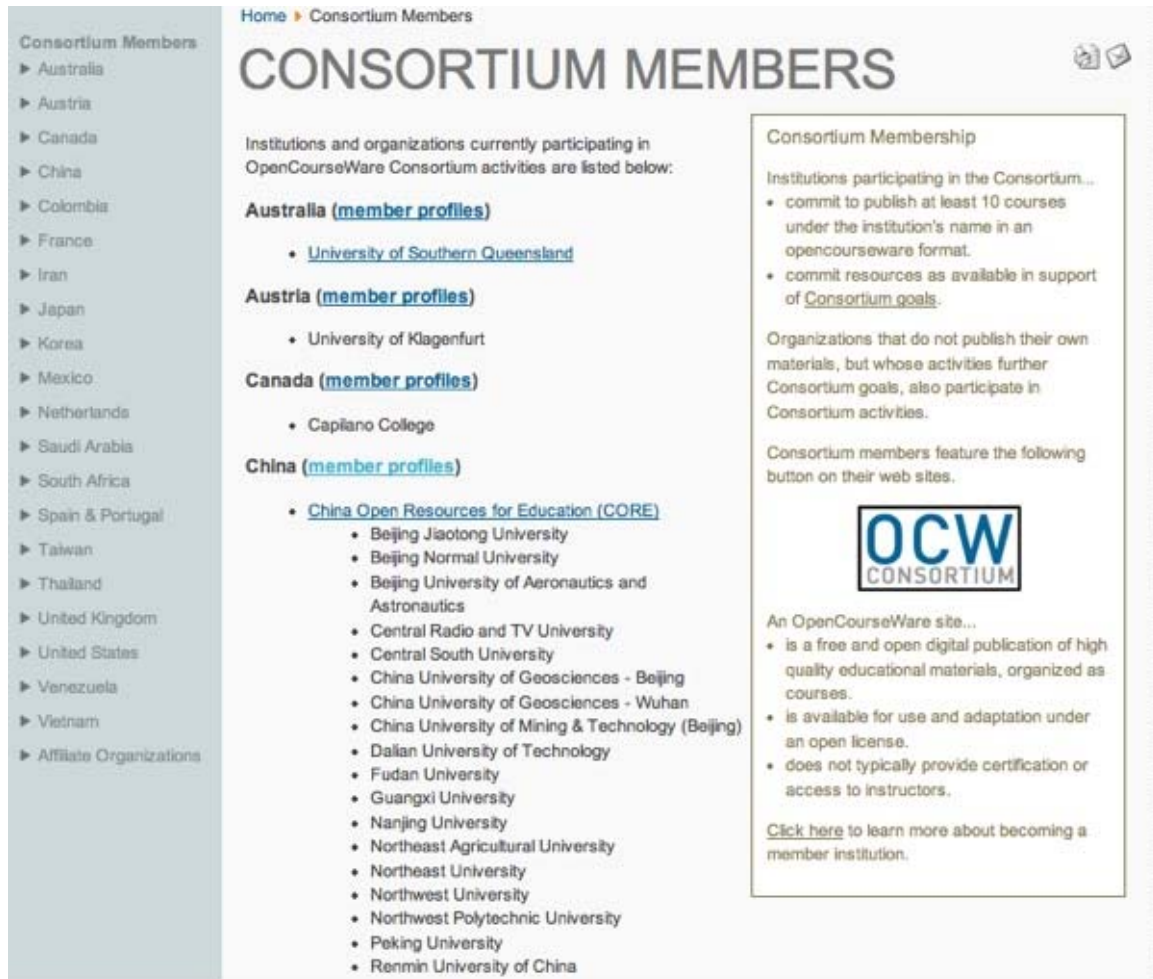 Home Consortium Members
Consortium Members
Australia
Austria
Canada
China
Colombia
France
Iran
Japan
Korea
Mexico
Netherlands
Saudi Arabia
South Africa
Spain & Portugal
Taiwan
Thailand
United Kingdom
United States
Venezuela
Vietnam
Affiliate Organizations
CONSORTIUM MEMBERS
Institutions and organizations currently participating in
OpenCourseWare Consortium activities are listed below:
Australia (member profiles)
• University of Southern Queensland
Austria (member profiles)
• University of Klagenfurt
Canada (member profiles)
• Capilano College
China (member profiles)
• China Open Resources for Education (CORE)
• Beijing Jiaotong University
• Beijing Normal University
• Beijing University of Aeronautics and
Astronautics
• Central Radio and TV University
• Central South University
• China University of Geosciences - Beijing
• China University of Geosciences - Wuhan
• China University of Mining & Technology (Beijing)
• Dalian University of Technology
• Fudan University
• Guangxi University
• Nanjing University
• Northeast Agricultural University
• Northeast University
• Northwest University
• Northwest Polytechnic University
• Peking University
• Renmin University of China
Consortium Membership
Institutions participating in the Consortium...
• commit to publish at least 10 courses
under the institution's name in an
opencourseware format.
• commit resources as available in support
of Consortium goals.
Organizations that do not publish their own
materials, but whose activities further
Consortium goals, also participate in
Consortium activities.
Consortium members feature the following
button on their web sites.
OCW
CONSORTIUM
An OpenCourseWare site...
• is a free and open digital publication of high
quality educational materials, organized as
courses.
• is available for use and adaptation under
an open license.
• does not typically provide certification or
access to instructors.
Click here to learn more about becoming a
member institution.